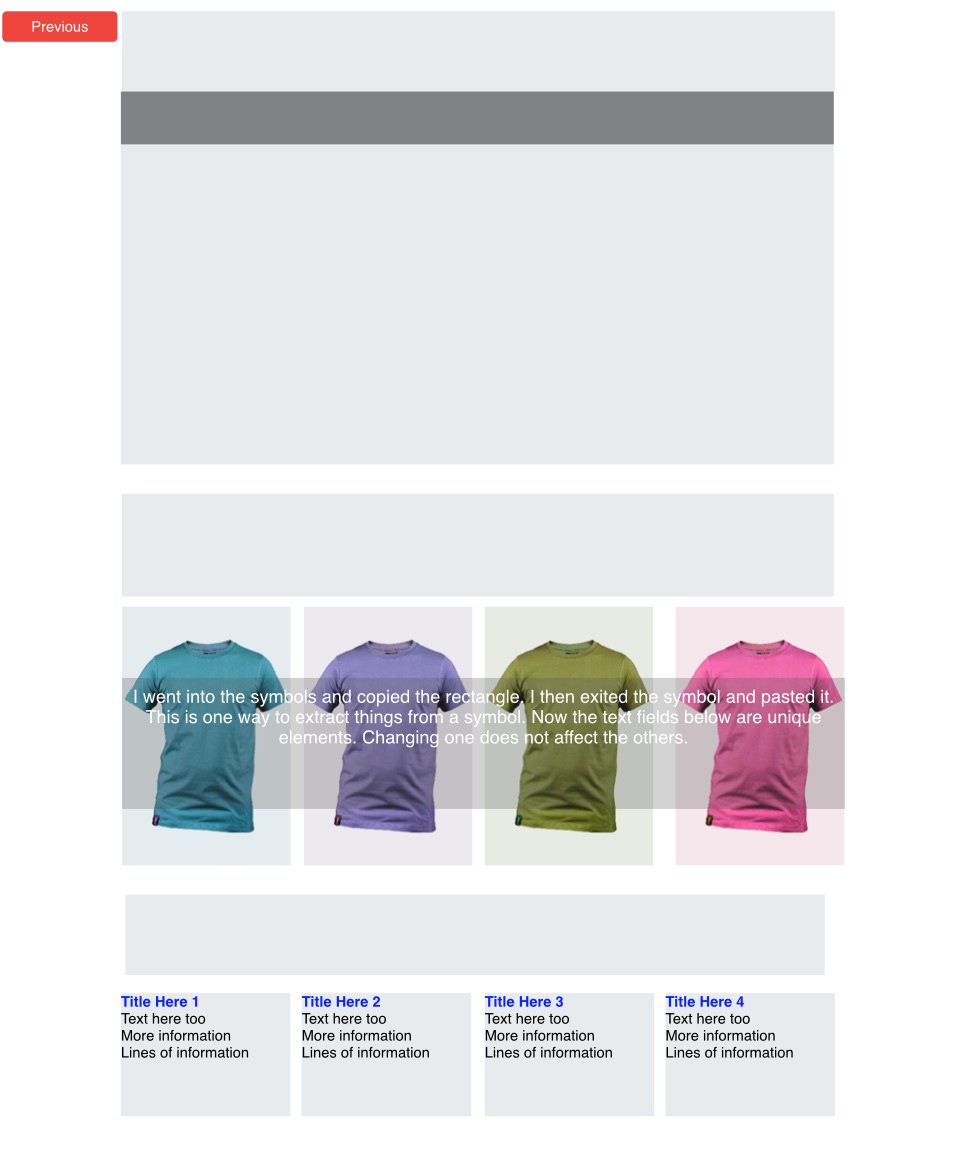 Previous
I went into the symbols and copied the rectangle. I then exited the symbol and pasted it.
This is one way to extract things from a symbol. Now the text fields below are unique
elements. Changing one does not affect the others.
Title Here 1
Text here too
More information
Lines of information
Title Here 2
Text here too
More information
Lines of information
Title Here 3
Text here too
More information
Lines of information
Title Here 4
Text here too
More information
Lines of information